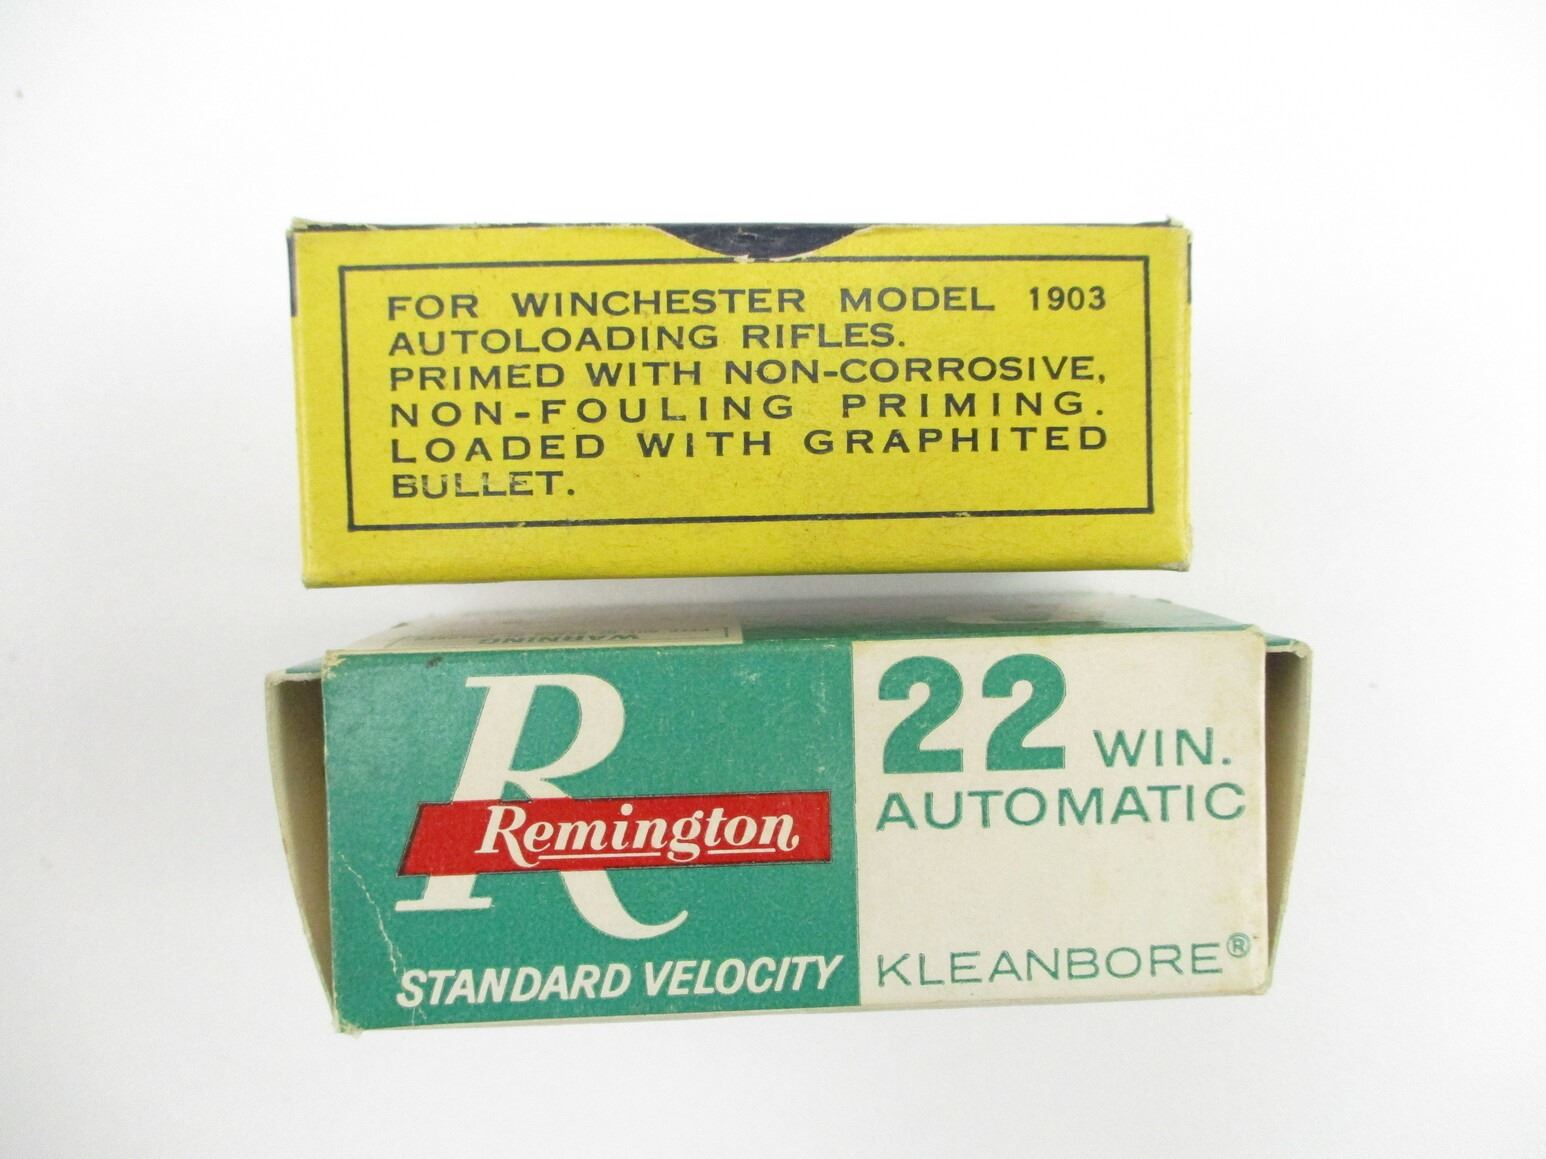 FOR WINCHESTER MODEL 1903
AUTOLOADING RIFLES.
PRIMED WITH NON-CORROSIVE,
NON-FOULING PRIMING.
LOADED WITH GRAPHITED
BULLET.
WARNING
R
Remington
STANDARD VELOCITY
22 WIN.
AUTOMATIC
KLEANBORE®